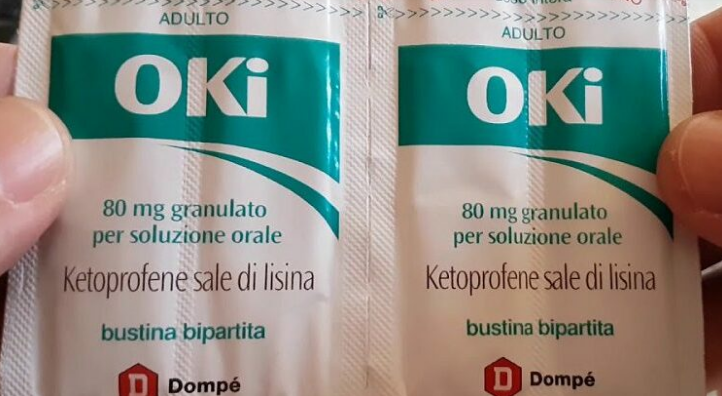 ADULTO
OKi
80 mg granulato
per soluzione orale
Ketoprofene sale di lisina
bustina bipartita
D Dompé
ADULTO
OKi
80 mg granulato
per soluzione orale
Ketoprofene sale di lisina
bustina bipartita
D Dompé